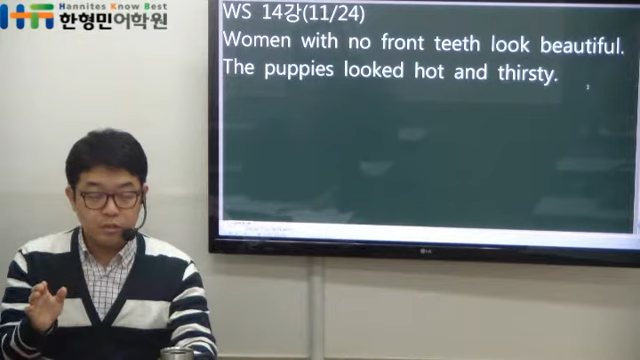 Hannites Know Best
한형민어학원
WS 14강(11/24)
Women with no front teeth look beautiful.
The puppies looked hot and thirsty.
LG